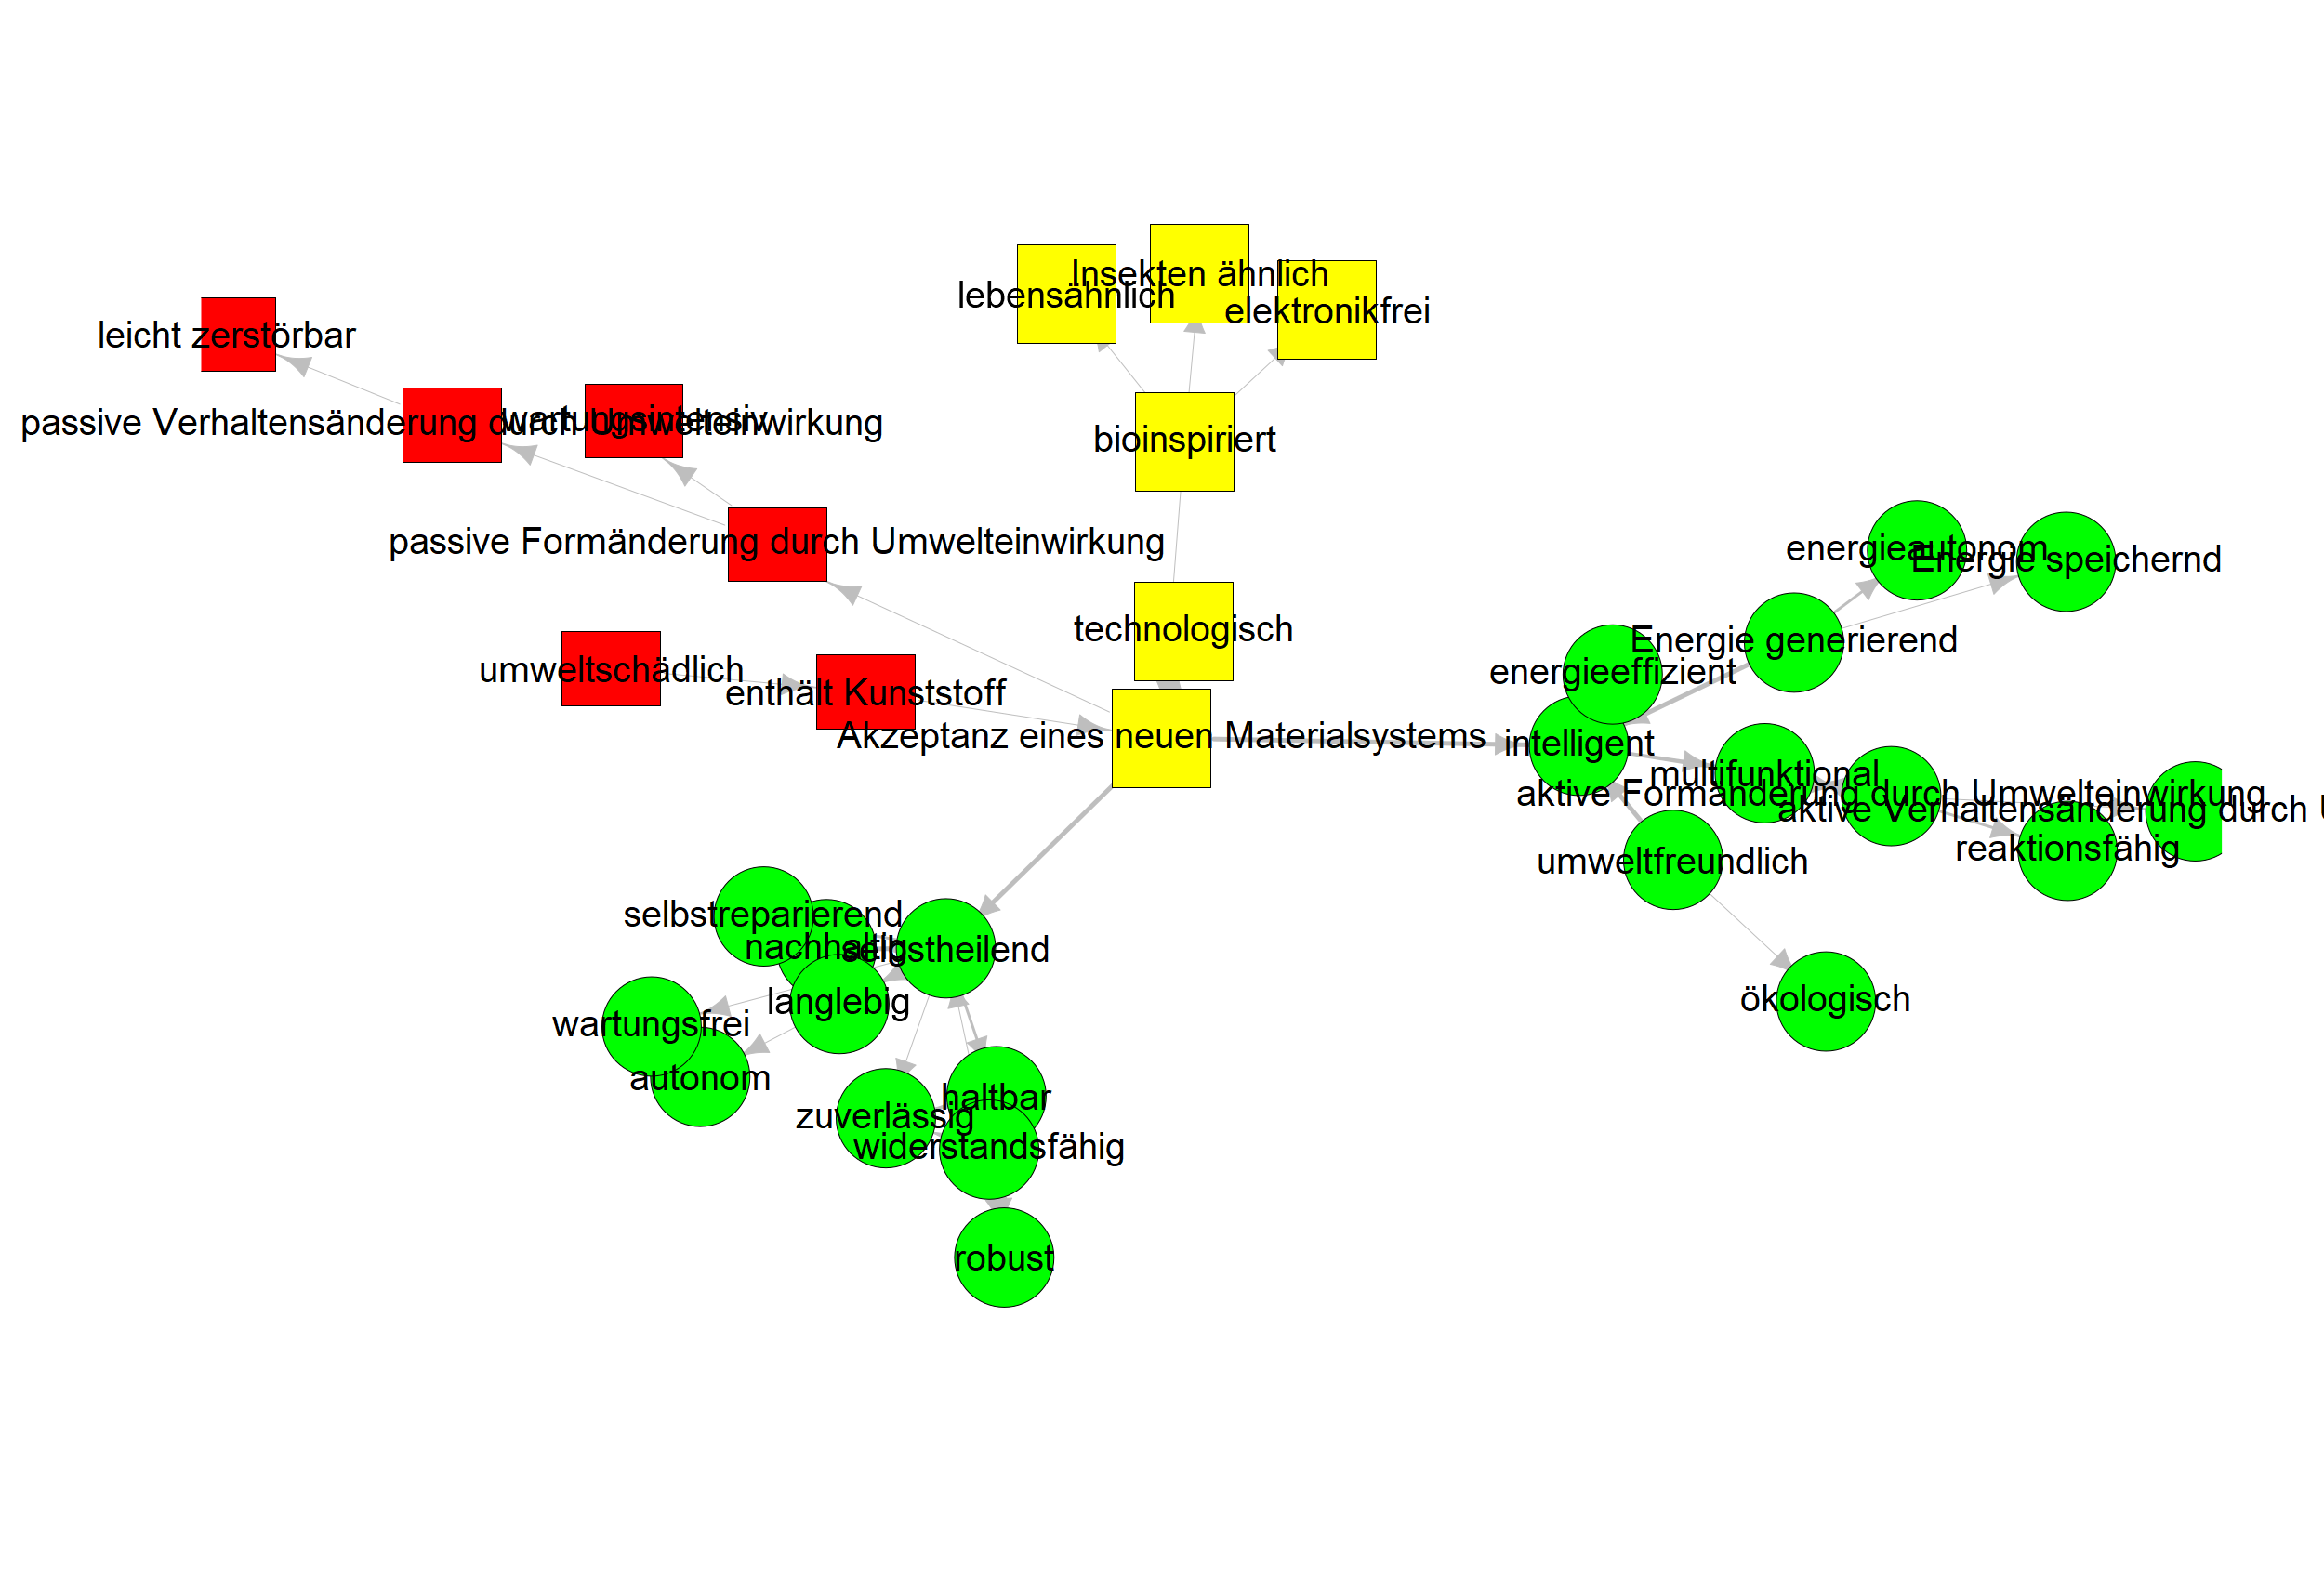 Insekten ähnlich
lebensähnlich
elektronikfrei
leicht zerstörbar
passive Verhaltensänderung durch Umwelteinwirkung
wartungsintensiv
bioinspiriert
passive Formänderung durch Umwelteinwirkung
energieautonom
Energie speichernd
technologisch
Energie generierend
umweltschädlich
energieeffizient
enthält Kunststoff
Akzeptanz eines neuen Materialsystems
intelligent
multifunktional
aktive Formänderung durch Umwelteinwirkung
aktive Verhaltensänderung durch
reaktionsfähig
umweltfreundlich
selbstreparierend
nachhaltig
selbstheilend
langlebig
ökologisch
wartungsfrei
autonom
haltbar
zuverlässig
widerstandsfähig
robust